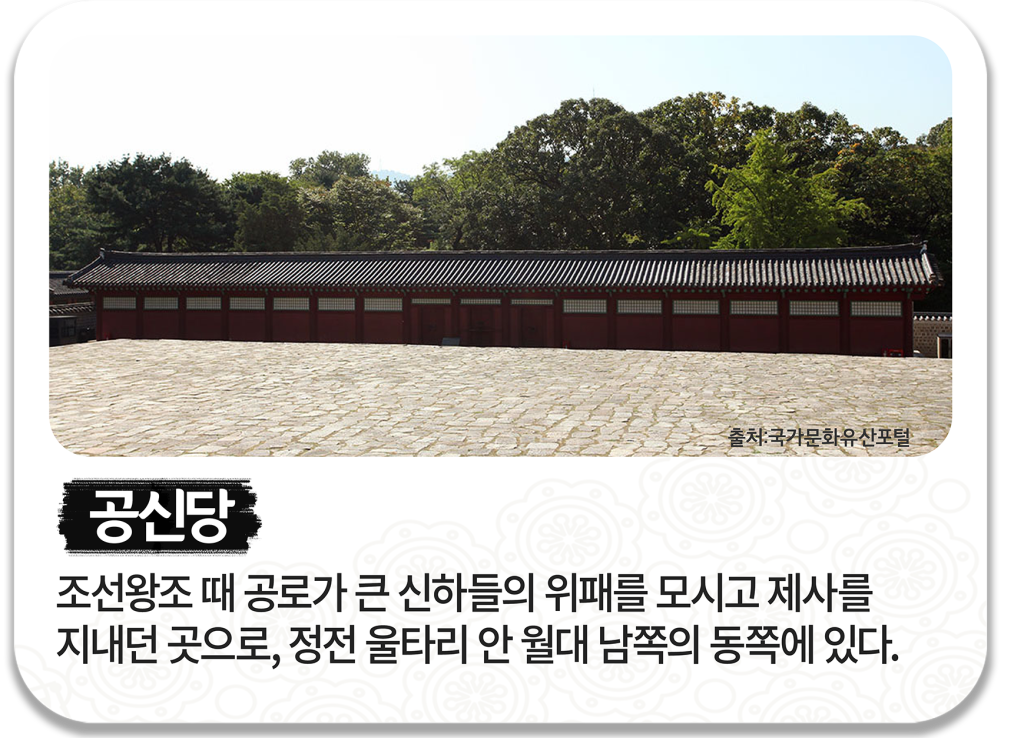 출처:국가문화유산포털
공신당
조선왕조 때 공로가 큰 신하들의 위패를 모시고 제사를
지내던 곳으로, 정전 울타리 안 월대 남쪽의 동쪽에 있다.